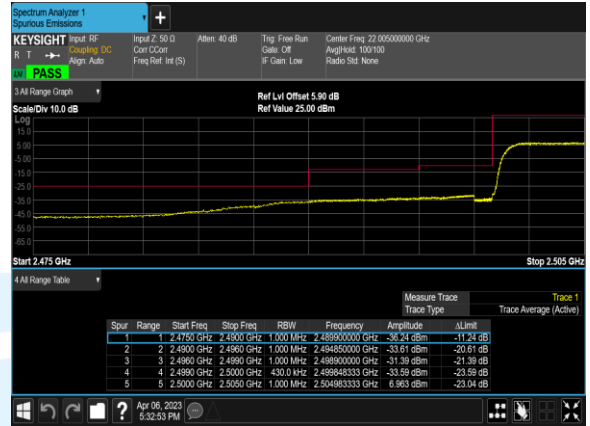 Spectrum Analyzer 1
Spurious Emissions
KEYSIGHT Input: RF Input Z: 50 Ω Atten: 40 dB Trig: Free Run Center Freq: 22.005000000 GHz
R T Coupling: DC Corr CCorr Gate: Off Avg|Hold: 100/100
Align: Auto Freq Ref: Int (S) IF Gain: Low Radio Std: None
PASS
3 All Range Graph
Ref Lvl Offset 5.90 dB
Scale/Div 10.0 dB Ref Value 25.00 dBm
Log
15.0
5.00
-5.00
-15.0
-25.0
-35.0
-45.0
-55.0
-65.0
Start 2.475 GHz Stop 2.505 GHz
4 All Range Table
Measure Trace Trace 1
Trace Type Trace Average (Active)
Spur Range Start Freq Stop Freq RBW Frequency Amplitude ΔLimit
1 1 2.4750 GHz 2.4900 GHz 1.000 MHz 2.489900000 GHz -36.24 dBm -11.24 dB
2 2 2.4900 GHz 2.4960 GHz 1.000 MHz 2.494850000 GHz -33.61 dBm -20.61 dB
3 3 2.4960 GHz 2.4990 GHz 1.000 MHz 2.498900000 GHz -31.39 dBm -21.39 dB
4 4 2.4990 GHz 2.5000 GHz 430.0 kHz 2.499848333 GHz -33.59 dBm -23.59 dB
5 5 2.5000 GHz 2.5050 GHz 1.000 MHz 2.504983333 GHz 6.963 dBm -23.04 dB
?
Apr 06, 2023
5:32:53 PM